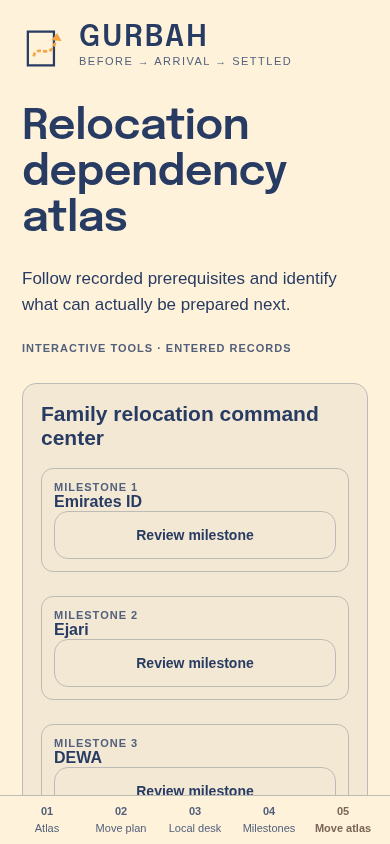 GURBAH
BEFORE → ARRIVAL → SETTLED
Relocation
dependency
atlas
Follow recorded prerequisites and identify
what can actually be prepared next.
INTERACTIVE TOOLS · ENTERED RECORDS
Family relocation command
center
MILESTONE 1
Emirates ID
Review milestone
MILESTONE 2
Ejari
Review milestone
MILESTONE 3
DEWA
Review milestone
01 02 03 04 05
Atlas Move plan Local desk Milestones Move atlas